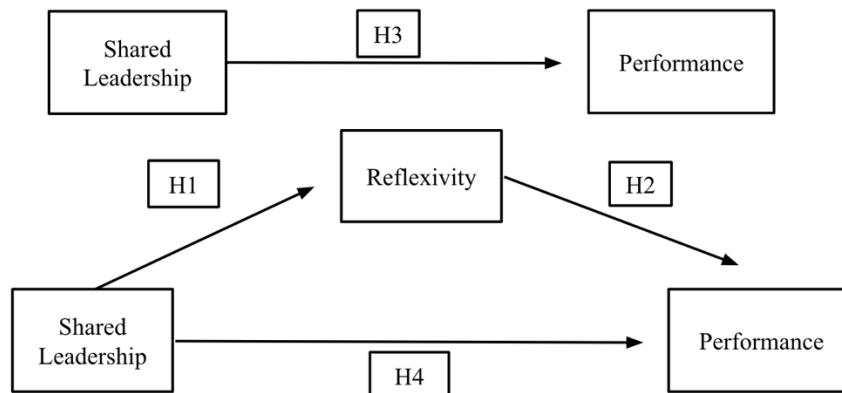 Shared
Leadership
H3
Performance
H1
Reflexivity
H2
Shared
Leadership
H4
Performance